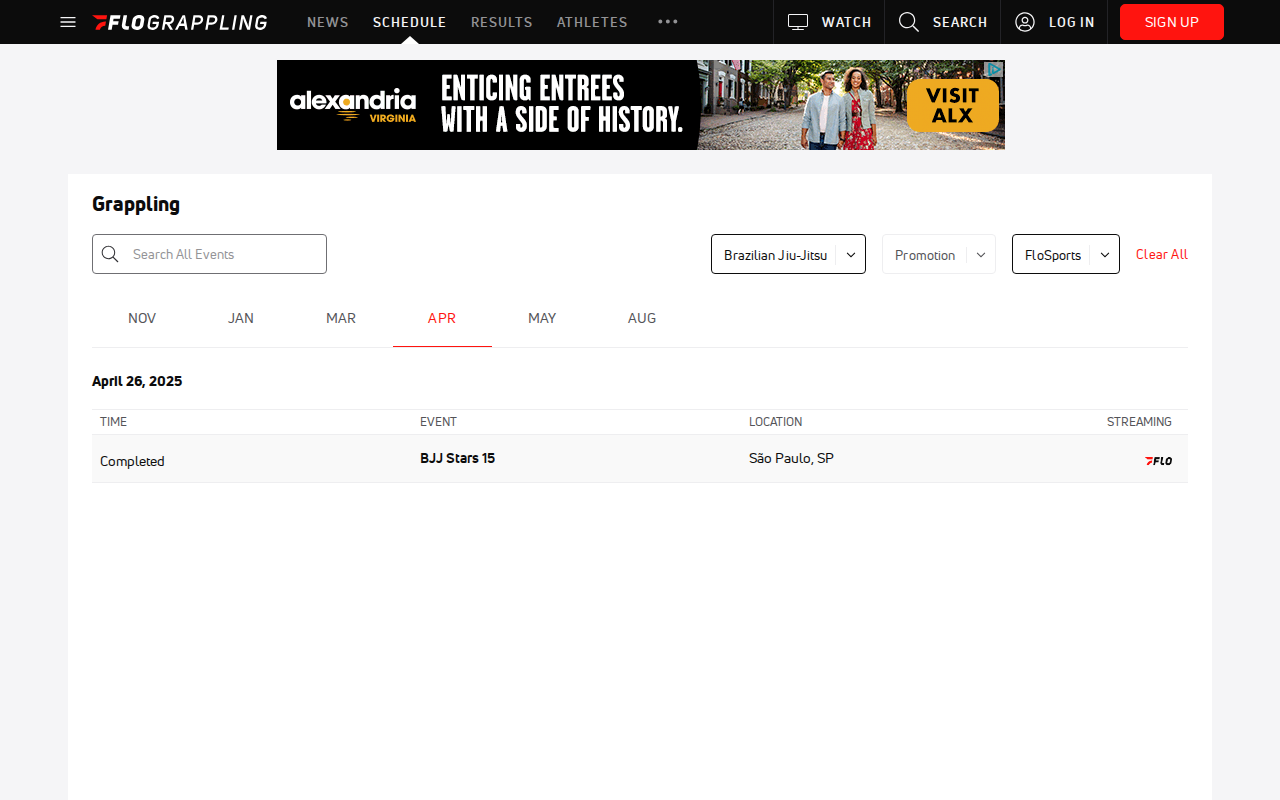 FLOGRAPPLING NEWS SCHEDULE RESULTS ATHLETES ••• WATCH SEARCH LOG IN SIGN UP
alexandria
VIRGINIA
ENTICING ENTREES
WITH A SIDE OF HISTORY.
VISIT
ALX
Grappling
Search All Events Brazilian Jiu-Jitsu Promotion FloSports Clear All
NOV JAN MAR APR MAY AUG
April 26, 2025
TIME EVENT LOCATION STREAMING
Completed BJJ Stars 15 São Paulo, SP FLO